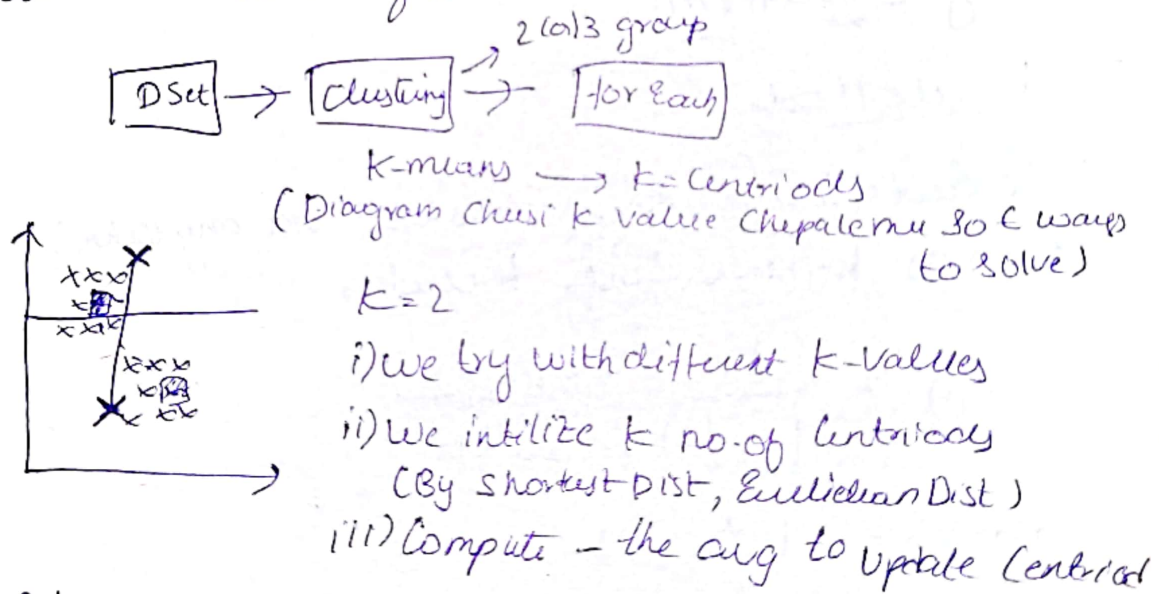 2 (or) 3 group
DSet → Clustring → for Each
K-means → k = Centriods
(Diagram Chusi k value Chepalemu so ways
to solve)
K = 2
i) We try with different k-Values
ii) We intilize k no. of Centriods
(By shortest Dist, Euclidean Dist)
iii) Compute - the avg to update Centriod